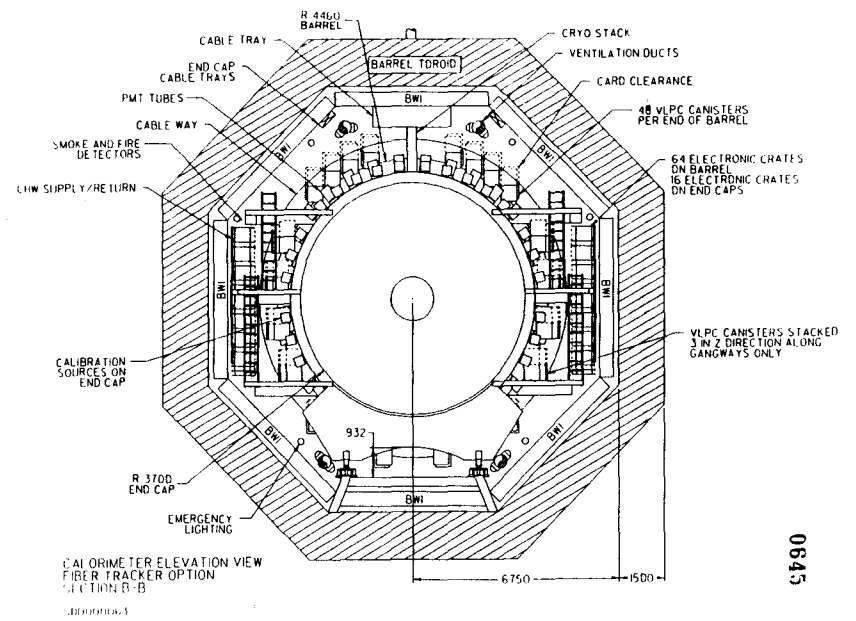 R 4460
BARREL
CABLE TRAY
CRYO STACK
VENTILATION DUCTS
BARREL TOROID
END CAP
CABLE TRAYS
CARD CLEARANCE
BWI
PMT TUBES
48 VLPC CANISTERS
PER END OF BARREL
CABLE WAY
SMOKE AND FIRE
DETECTORS
BWI
BWI
64 ELECTRONIC CRATES
ON BARREL
16 ELECTRONIC CRATES
ON END CAPS
CHW SUPPLY/RETURN
BWI
BWI
VLPC CANISTERS STACKED
3 IN Z DIRECTION ALONG
GANGWAYS ONLY
CALIBRATION
SOURCES ON
END CAP
932
BWI
BWI
R 3700
END CAP
BWI
EMERGENCY
LIGHTING
CALORIMETER ELEVATION VIEW
FIBER TRACKER OPTION
SECTION B-B
6750
1500
0645